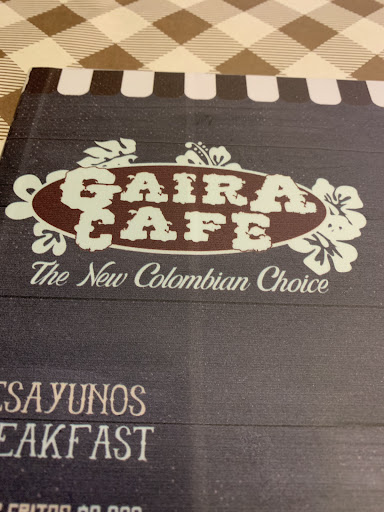 GAIRA
CAFE
The New Colombian Choice
ESAYUNOS
EAKFAST